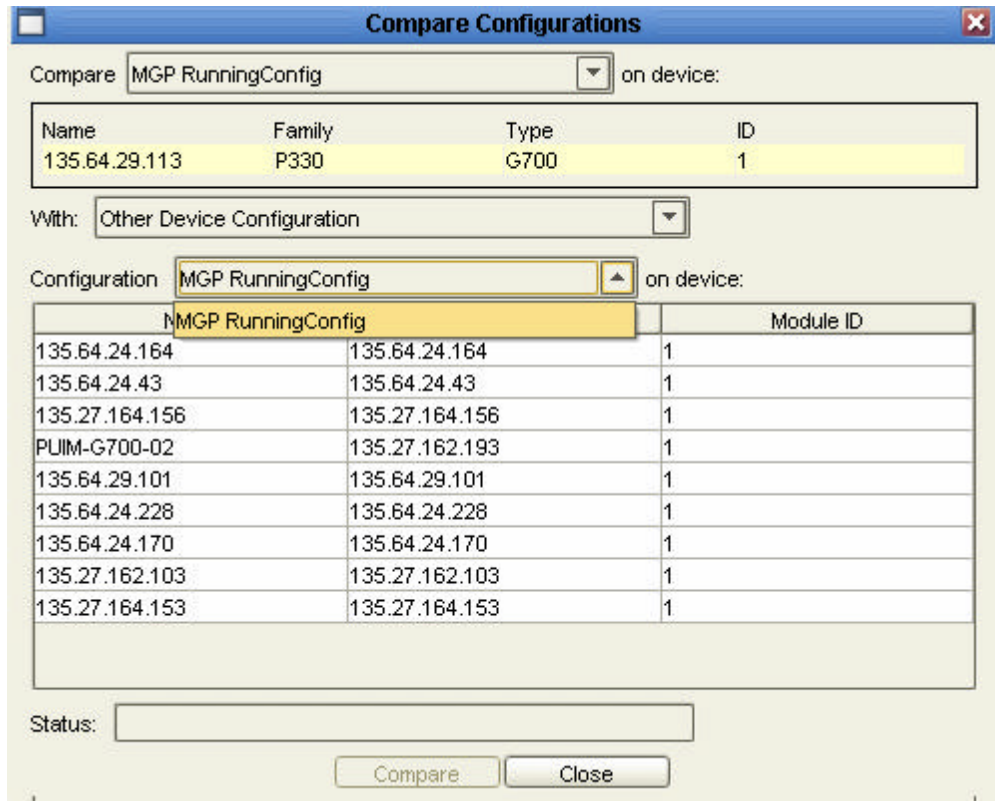 Compare Configurations
Compare MGP RunningConfig on device:
Name Family Type ID
135.64.29.113 P330 G700 1
With: Other Device Configuration
Configuration MGP RunningConfig on device:
MGP RunningConfig Module ID
135.64.24.164 135.64.24.164 1
135.64.24.43 135.64.24.43 1
135.27.164.156 135.27.164.156 1
PUIM-G700-02 135.27.162.193 1
135.64.29.101 135.64.29.101 1
135.64.24.228 135.64.24.228 1
135.64.24.170 135.64.24.170 1
135.27.162.103 135.27.162.103 1
135.27.164.153 135.27.164.153 1
Status:
Compare Close